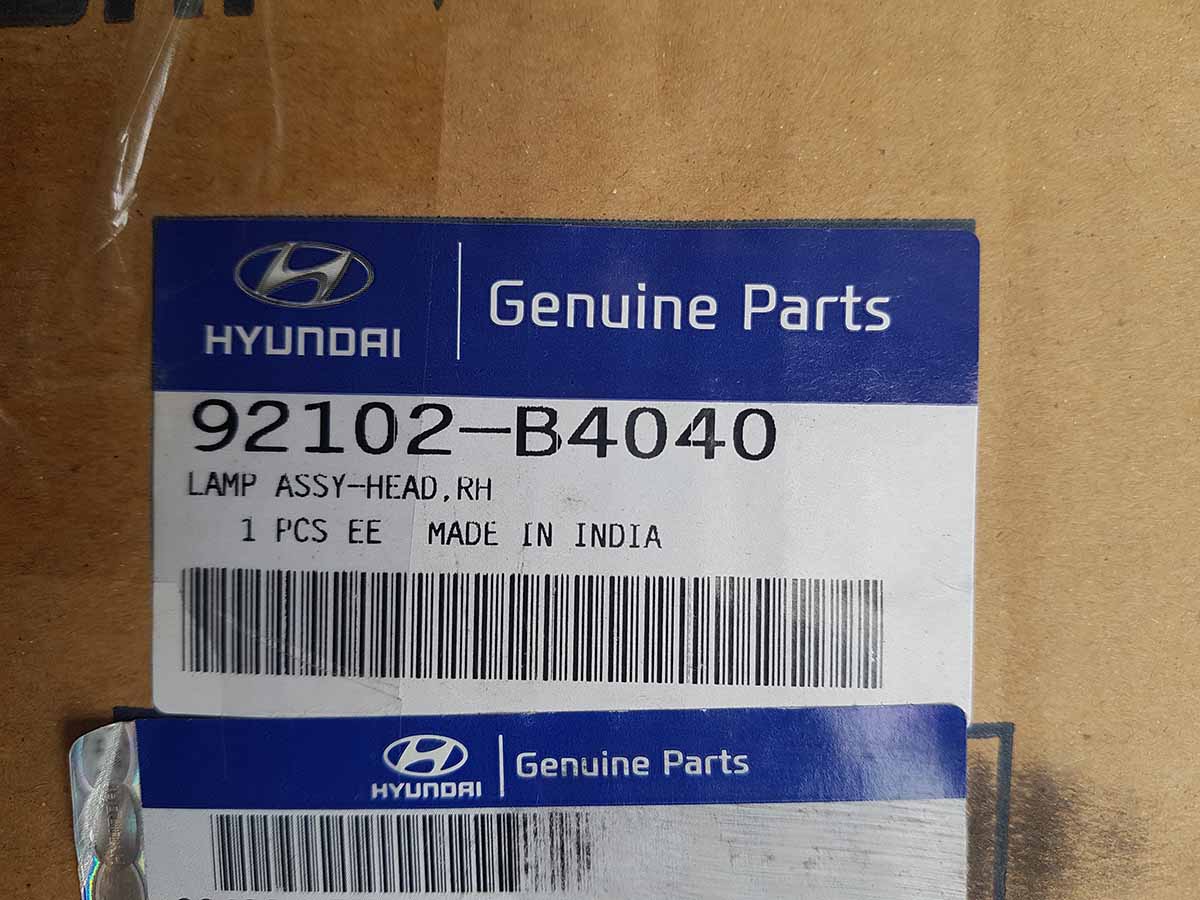 HYUNDAI
Genuine Parts
92102-B4040
LAMP ASSY-HEAD,RH
1 PCS EE MADE IN INDIA
HYUNDAI
Genuine Parts